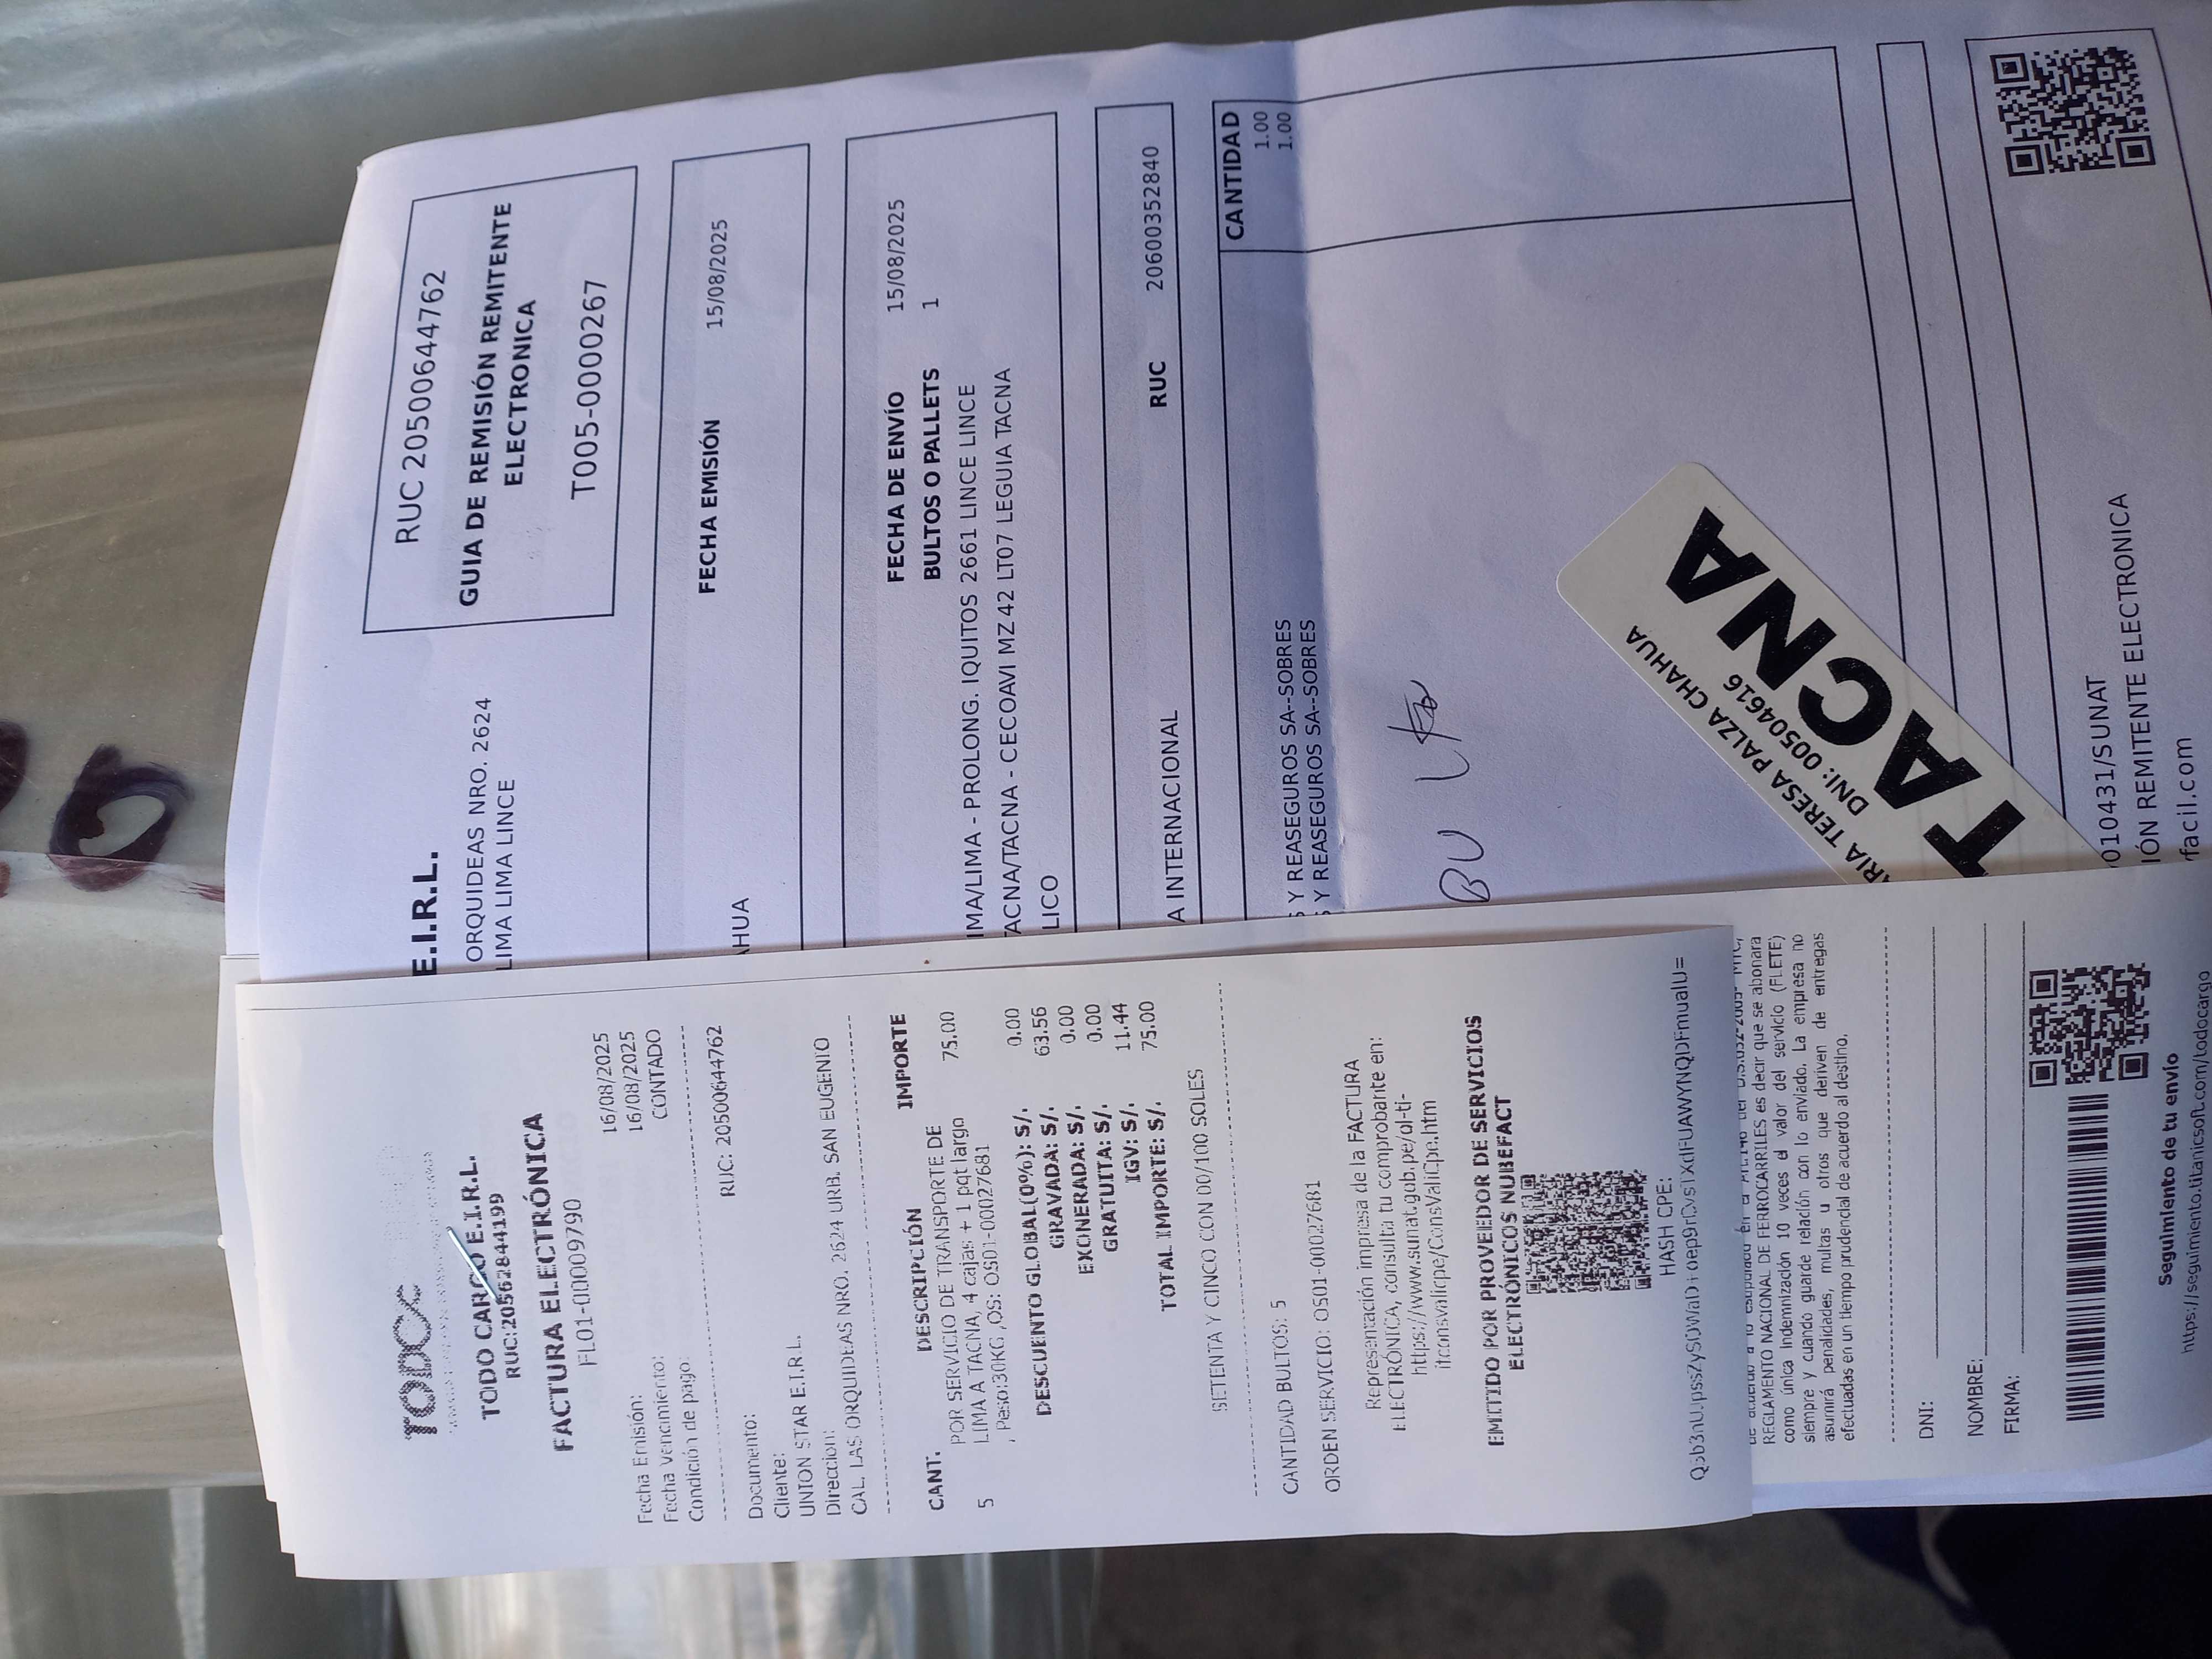 TODO
TODO CARGO E.I.R.L.
RUC:20562844199
FACTURA ELECTRÓNICA
FL01-00009790
Fecha Emisión: 16/08/2025
Fecha vencimiento: 16/08/2025
Condición de pago: CONTADO
Documento: RUC: 20500644762
Cliente:
UNION STAR E.I.R.L.
Direccion:
CAL. LAS ORQUIDEAS NRO. 2624 URB. SAN EUGENIO
CANT. DESCRIPCIÓN IMPORTE
5 POR SERVICIO DE TRANSPORTE DE 75.00
LIMA A TACNA, 4 cajas + 1 pqt largo
, Peso:30KG ,OS: OS01-00027681
DESCUENTO GLOBAL(0%): S/. 0.00
GRAVADA: S/. 63.56
EXONERADA: S/. 0.00
GRATUITA: S/. 0.00
IGV: S/. 11.44
TOTAL IMPORTE: S/. 75.00
SETENTA Y CINCO CON 00/100 SOLES
CANTIDAD BULTOS: 5
ORDEN SERVICIO: OS01-00027681
Representación impresa de la FACTURA
ELECTRÓNICA, consulta tu comprobante en:
https://www.sunat.gob.pe/ol-ti-
itconsvalicpe/ConsValiCpe.htm
EMITIDO POR PROVEEDOR DE SERVICIOS
ELECTRÓNICOS NUBEFACT
HASH CPE:
REGLAMENTO NACIONAL DE FERROCARRILES es decir que se abonara
como única indemnización 10 veces el valor del servicio (FLETE)
siempre y cuando guarde relación con lo enviado. La empresa no
asumirá penalidades, multas u otros que deriven de entregas
efectuadas en un tiempo prudencial de acuerdo al destino.
DNI:
NOMBRE:
FIRMA:
Seguimiento de tu envío
https://seguimiento.titanicsoft.com/todocargo
E.I.R.L.
ORQUIDEAS NRO. 2624
LIMA LIMA LINCE
RUC 20500644762
GUIA DE REMISIÓN REMITENTE
ELECTRONICA
T005-0000267
AHUA FECHA EMISIÓN 15/08/2025
FECHA DE ENVÍO 15/08/2025
BULTOS O PALLETS 1
IMA/LIMA - PROLONG. IQUITOS 2661 LINCE LINCE
ACNA/TACNA - CECOAVI MZ 42 LT07 LEGUIA TACNA
LICO
A INTERNACIONAL RUC 20600352840
CANTIDAD
Y REASEGUROS SA--SOBRES 1.00
Y REASEGUROS SA--SOBRES 1.00
ARIA TERESA PALZA CHAHUA
DNI: 00504616
TACNA
010431/SUNAT
IÓN REMITENTE ELECTRONICA
facil.com